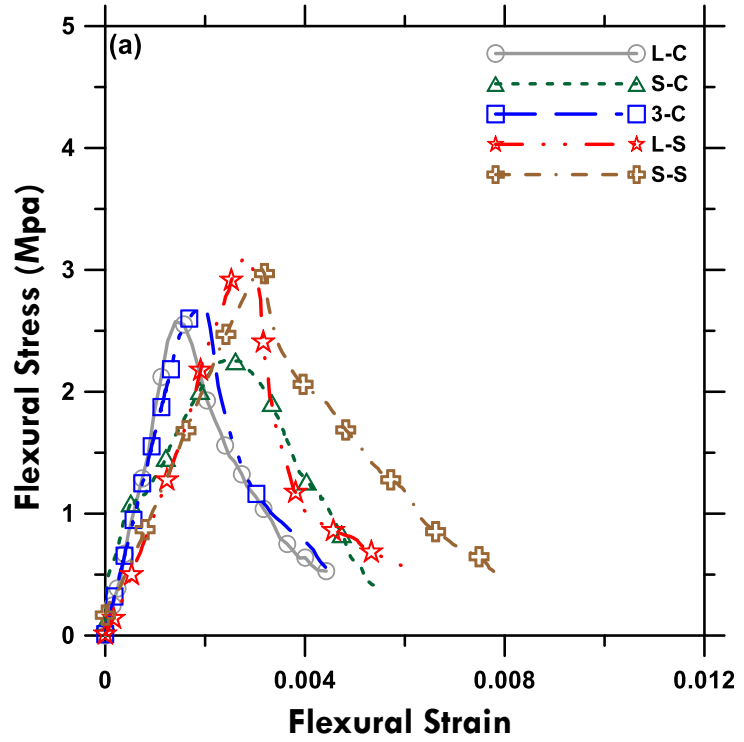 (a)
L-C
S-C
3-C
L-S
S-S
5
4
3
2
1
0
Flexural Stress (Mpa)
0 0.004 0.008 0.012
Flexural Strain